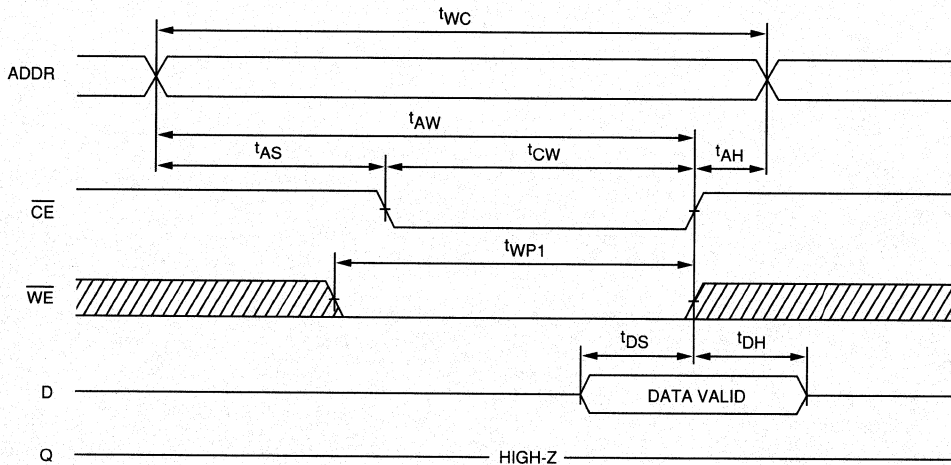 tWC
ADDR
tAW
tAS
tCW
tAH
CE
tWP1
WE
tDS
tDH
D
DATA VALID
Q
HIGH-Z